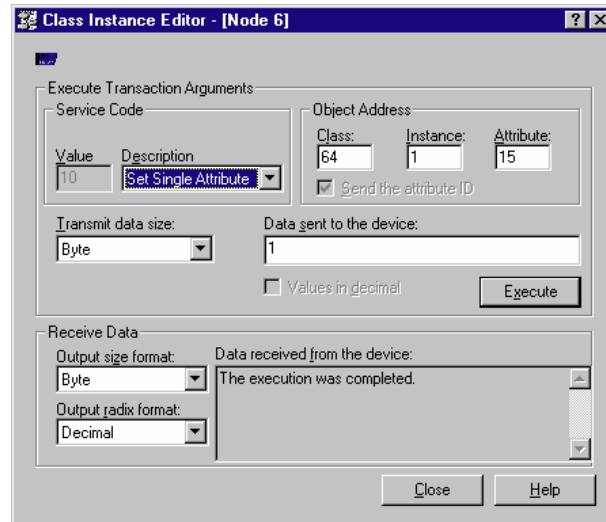 Class Instance Editor - [Node 6]
Execute Transaction Arguments
Service Code
Object Address
Value
Description
10
Set Single Attribute
Class:
Instance:
Attribute:
64
1
15
Send the attribute ID
Transmit data size:
Data sent to the device:
Byte
1
Values in decimal
Execute
Receive Data
Output size format:
Data received from the device:
Byte
The execution was completed.
Output radix format:
Decimal
Close
Help